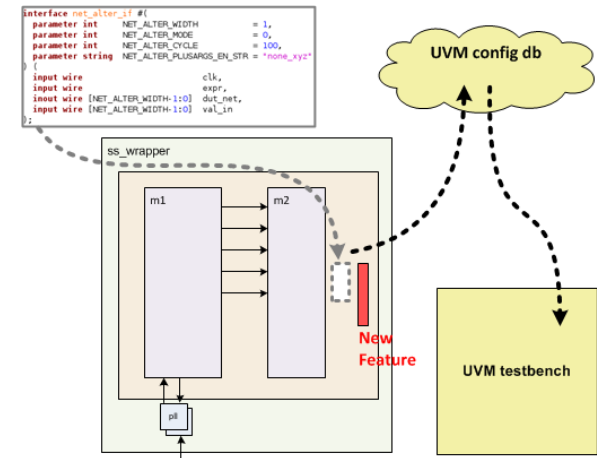 interface net_alter_if #(
parameter int NET_ALTER_WIDTH = 1,
parameter int NET_ALTER_MODE = 0,
parameter int NET_ALTER_CYCLE = 100,
parameter string NET_ALTER_PLUSARGS_EN_STR = "none_xyz"
) (
input wire clk,
input wire expr,
inout wire [NET_ALTER_WIDTH-1:0] dut_net,
input wire [NET_ALTER_WIDTH-1:0] val_in
);
UVM config db
ss_wrapper
m1
m2
New
Feature
UVM testbench
pll